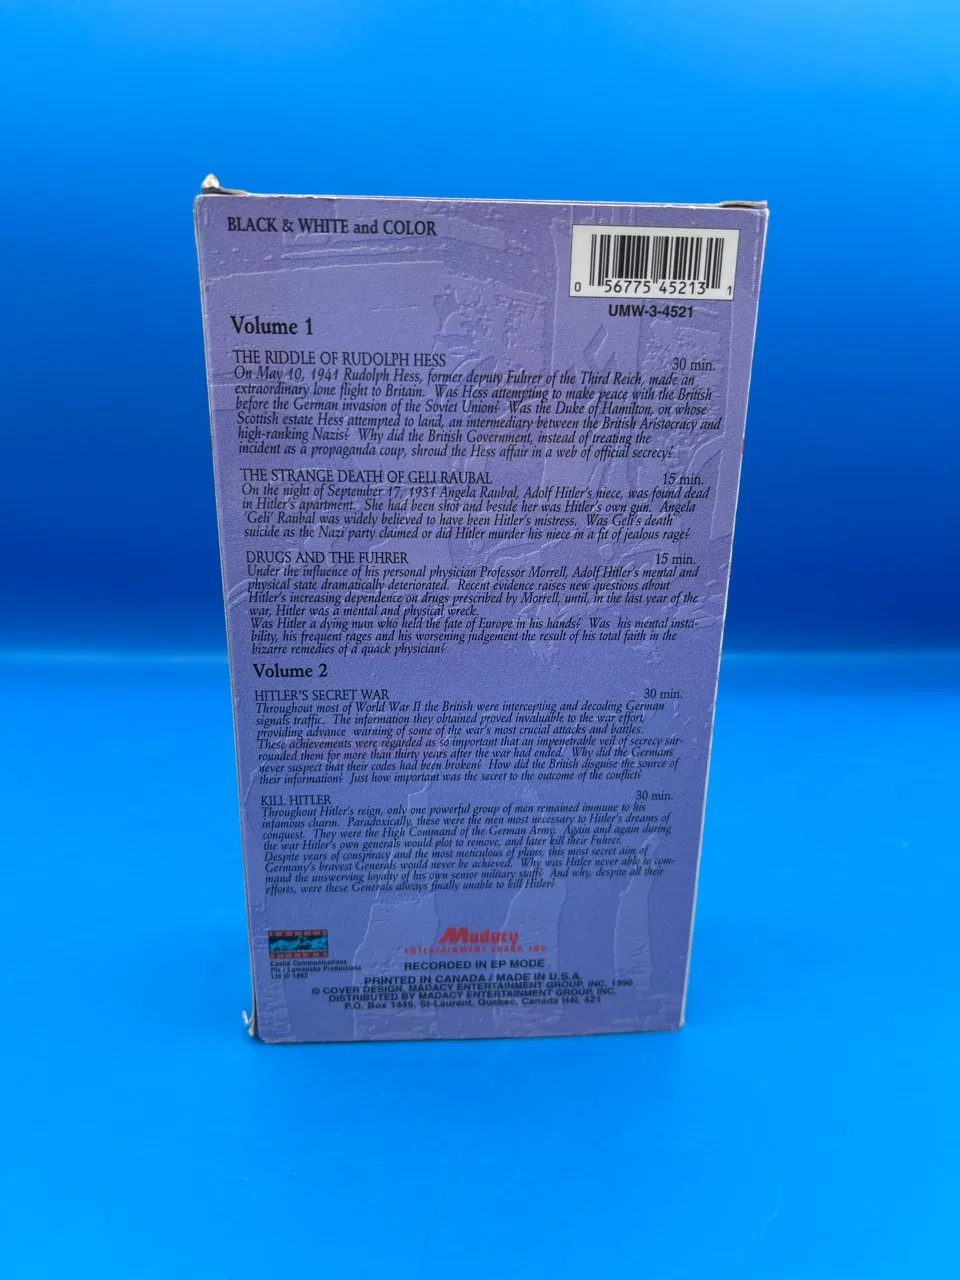 BLACK & WHITE and COLOR
0 56775 45213 1
UMW-3-4521
Volume 1
THE RIDDLE OF RUDOLPH HESS 30 min.
On May 10, 1941 Rudolph Hess, former deputy Fuhrer of the Third Reich, made an
extraordinary lone flight to Britain. Was Hess attempting to make peace with the British
before the German invasion of the Soviet Union? Was the Duke of Hamilton, on whose
Scottish estate Hess attempted to land, an intermediary between the British Aristocracy and
high-ranking Nazis? Why did the British Government, instead of treating the
incident as a propaganda coup, shroud the Hess affair in a web of official secrecy?
THE STRANGE DEATH OF GELI RAUBAL 15 min.
On the night of September 17, 1931 Angela Raubal, Adolf Hitler's niece, was found dead
in Hitler's apartment. She had been shot and beside her was Hitler's own gun. Angela
'Geli' Raubal was widely believed to have been Hitler's mistress. Was Geli's death
suicide as the Nazi party claimed or did Hitler murder his niece in a fit of jealous rage?
DRUGS AND THE FUHRER 15 min.
Under the influence of his personal physician Professor Morrell, Adolf Hitler's mental and
physical state dramatically deteriorated. Recent evidence raises new questions about
Hitler's increasing dependence on drugs prescribed by Morrell, until, in the last year of the
war, Hitler was a mental and physical wreck.
Was Hitler a dying man who held the fate of Europe in his hands? Was his mental insta-
bility, his frequent rages and his worsening judgement the result of his total faith in the
bizarre remedies of a quack physician?
Volume 2
HITLER'S SECRET WAR 30 min.
Throughout most of World War II the British were intercepting and decoding German
signals traffic. The information they obtained proved invaluable to the war effort,
providing advance warning of some of the war's most crucial attacks and battles.
These achievements were regarded as so important that an impenetrable veil of secrecy sur-
rounded them for more than thirty years after the war had ended. Why did the Germans
never suspect that their codes had been broken? How did the British disguise the source of
their information? Just how important was the secret to the outcome of the conflict?
KILL HITLER 30 min.
Throughout Hitler's reign, only one powerful group of men remained immune to his
infamous charm. Paradoxically, these were the men most necessary to Hitler's dreams of
conquest. They were the High Command of the German Army. Again and again during
the war Hitler's own generals would plot to remove, and later kill their Fuhrer.
Despite years of conspiracy and the most meticulous of plans, this most secret aim of
Germany's bravest Generals would never be achieved. Why was Hitler never able to com-
mand the unswerving loyalty of his own senior military staff? And why, despite all their
efforts, were these Generals always finally unable to kill Hitler?
Castle Communications
Plc / Lamancha Productions
Ltd © 1992
Madacy
ENTERTAINMENT GROUP INC.
RECORDED IN EP MODE
PRINTED IN CANADA / MADE IN U.S.A.
© COVER DESIGN, MADACY ENTERTAINMENT GROUP, INC. 1996
DISTRIBUTED BY MADACY ENTERTAINMENT GROUP, INC.
P.O. Box 1445, St-Laurent, Quebec, Canada H4L 4Z1